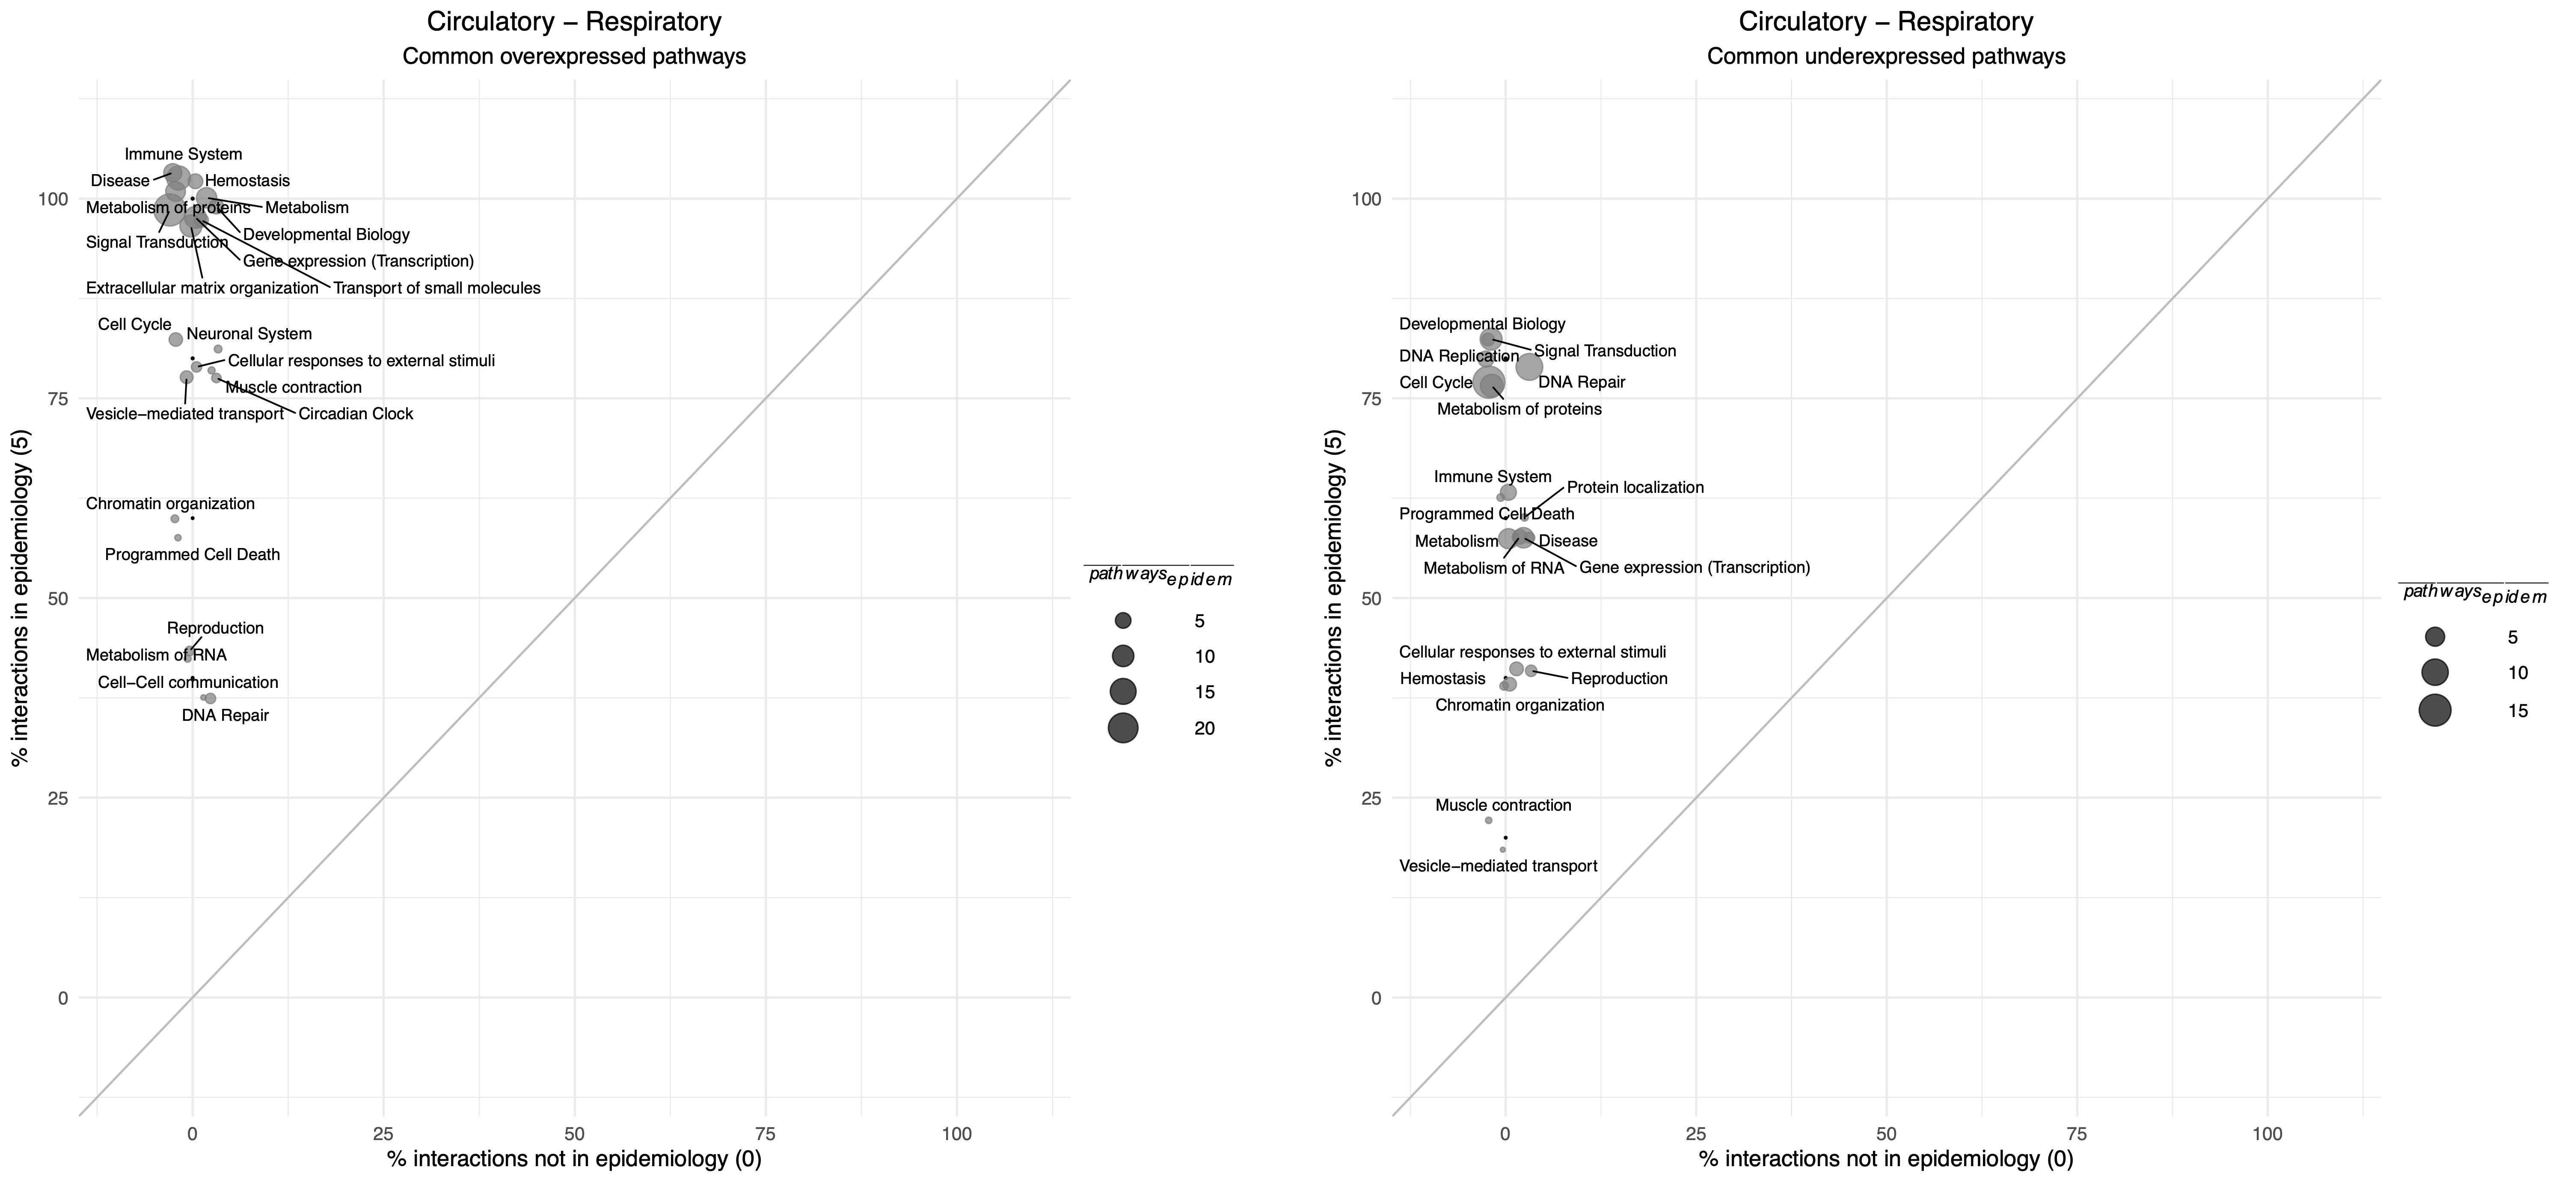 Circulatory – Respiratory
Common overexpressed pathways
% interactions in epidemiology (5)
100
75
50
25
0
Immune System
Disease
Hemostasis
Metabolism of proteins
Metabolism
Signal Transduction
Developmental Biology
Gene expression (Transcription)
Extracellular matrix organization
Transport of small molecules
Cell Cycle
Neuronal System
Cellular responses to external stimuli
Muscle contraction
Vesicle–mediated transport
Circadian Clock
Chromatin organization
Programmed Cell Death
Reproduction
Metabolism of RNA
Cell–Cell communication
DNA Repair
0
25
50
75
100
% interactions not in epidemiology (0)
pathways epidem
5
10
15
20
Circulatory – Respiratory
Common underexpressed pathways
% interactions in epidemiology (5)
100
75
50
25
0
Developmental Biology
Signal Transduction
DNA Replication
Cell Cycle
DNA Repair
Metabolism of proteins
Immune System
Protein localization
Programmed Cell Death
Metabolism
Disease
Metabolism of RNA
Gene expression (Transcription)
Cellular responses to external stimuli
Hemostasis
Reproduction
Chromatin organization
Muscle contraction
Vesicle–mediated transport
0
25
50
75
100
% interactions not in epidemiology (0)
pathways epidem
5
10
15